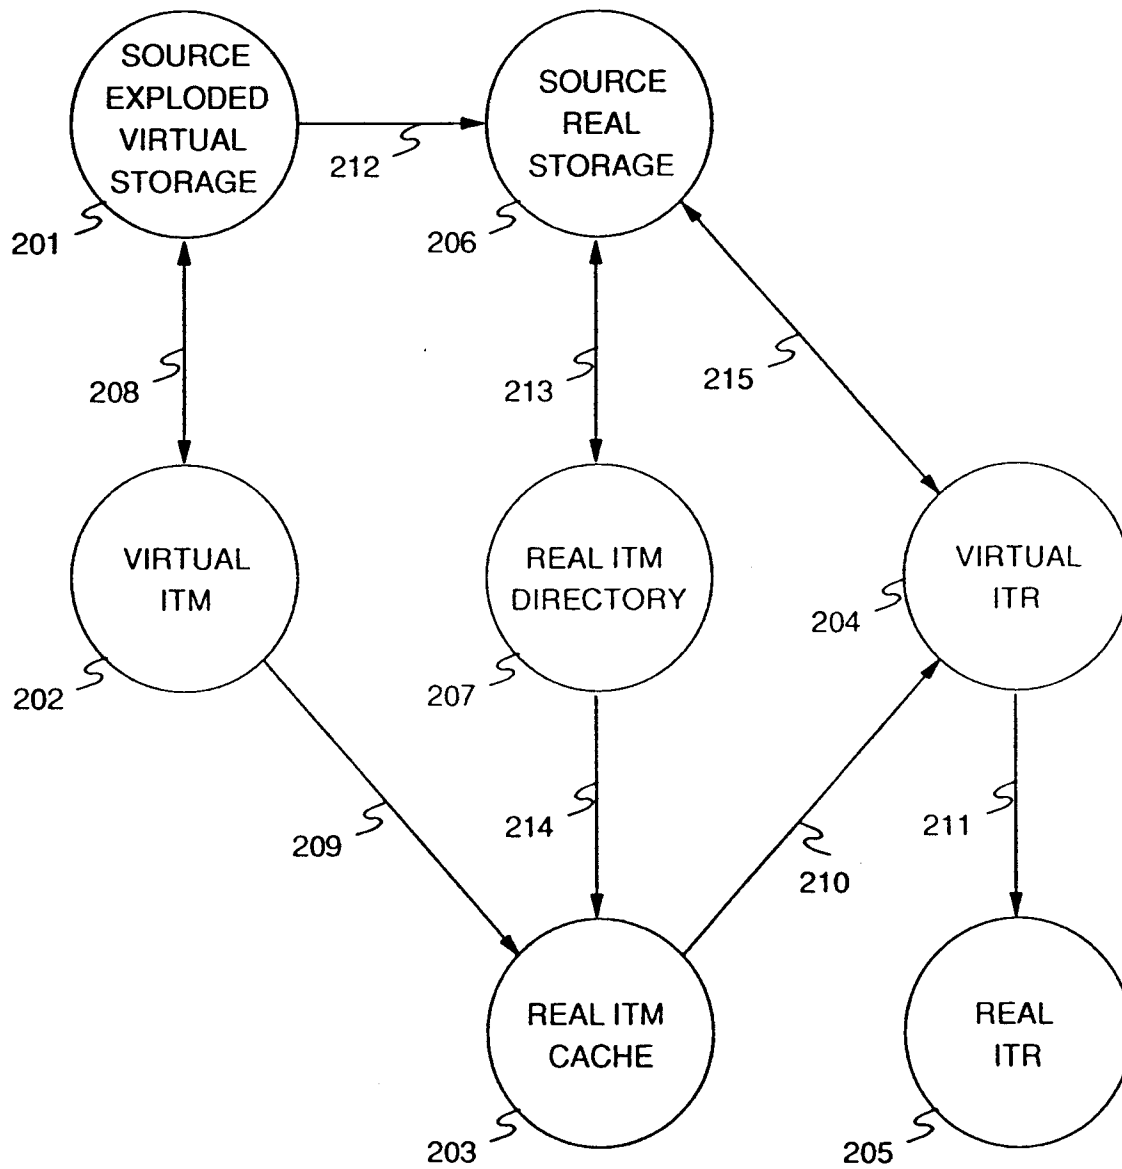 SOURCE
EXPLODED
VIRTUAL
STORAGE
201
212
SOURCE
REAL
STORAGE
206
208
213
215
VIRTUAL
ITM
202
REAL ITM
DIRECTORY
207
VIRTUAL
ITR
204
209
214
210
211
REAL ITM
CACHE
203
REAL
ITR
205